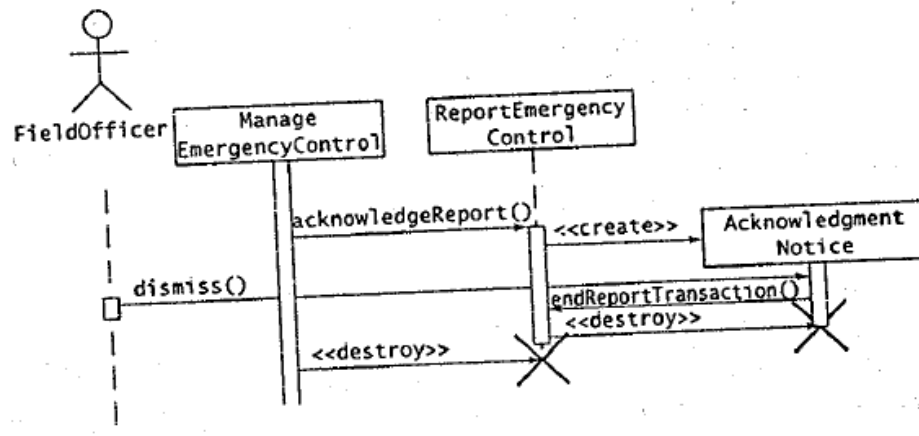 FieldOfficer
Manage
EmergencyControl
ReportEmergency
Control
acknowledgeReport()
<<create>>
Acknowledgment
Notice
dismiss()
endReportTransaction()
<<destroy>>
<<destroy>>